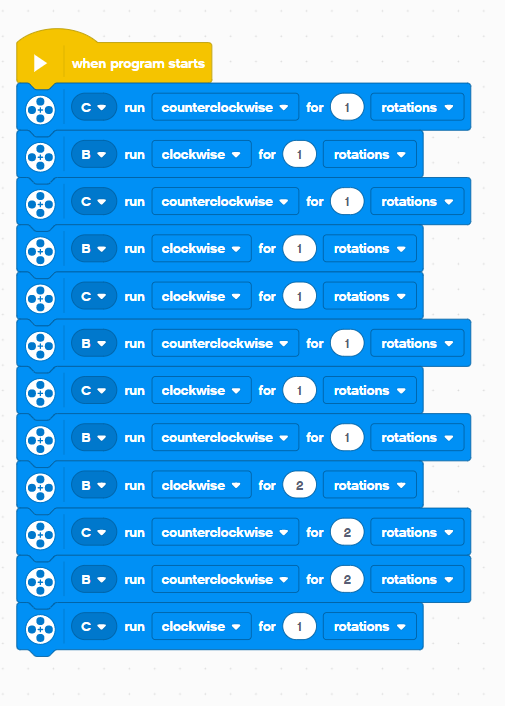 when program starts
C run counterclockwise for 1 rotations
B run clockwise for 1 rotations
C run counterclockwise for 1 rotations
B run clockwise for 1 rotations
C run clockwise for 1 rotations
B run counterclockwise for 1 rotations
C run clockwise for 1 rotations
B run counterclockwise for 1 rotations
B run clockwise for 2 rotations
C run counterclockwise for 2 rotations
B run counterclockwise for 2 rotations
C run clockwise for 1 rotations